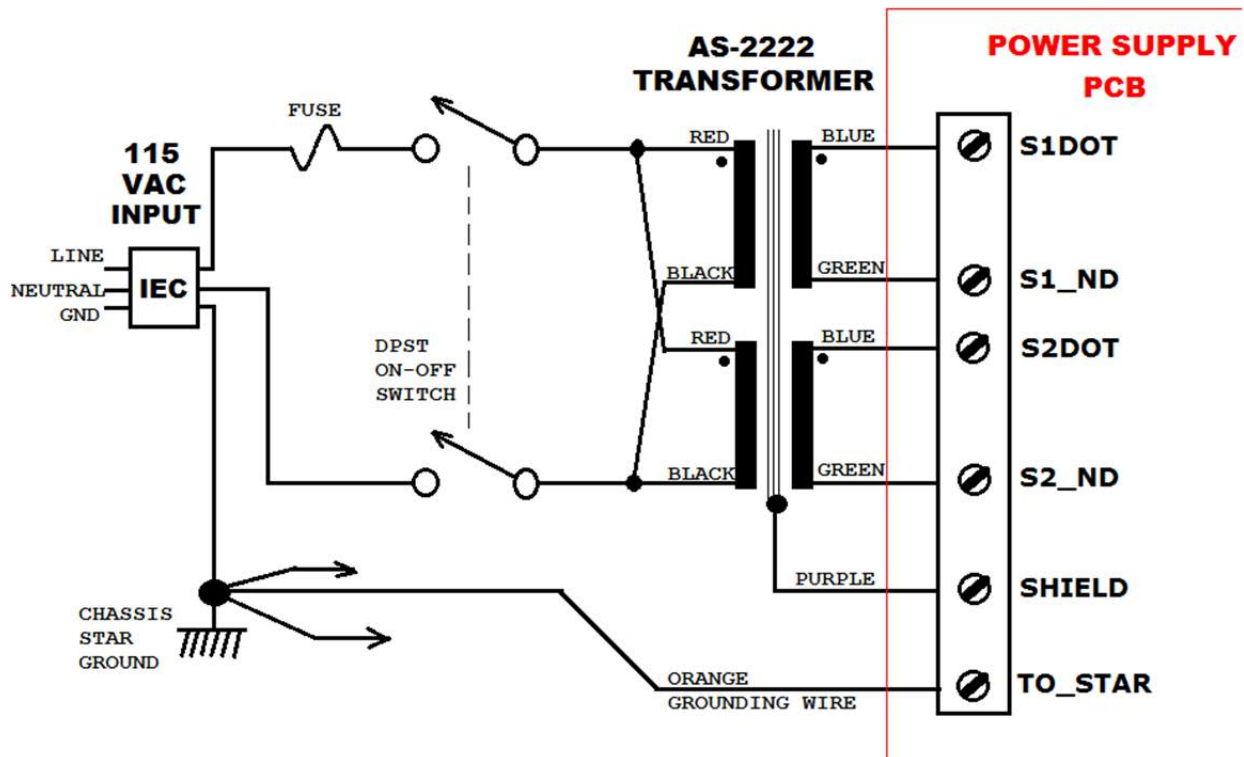 AS-2222
TRANSFORMER
POWER SUPPLY
PCB
FUSE
115
VAC
INPUT
LINE
NEUTRAL
GND
IEC
DPST
ON-OFF
SWITCH
RED
BLACK
RED
BLACK
BLUE
GREEN
BLUE
GREEN
PURPLE
S1DOT
S1_ND
S2DOT
S2_ND
SHIELD
TO_STAR
CHASSIS
STAR
GROUND
ORANGE
GROUNDING WIRE